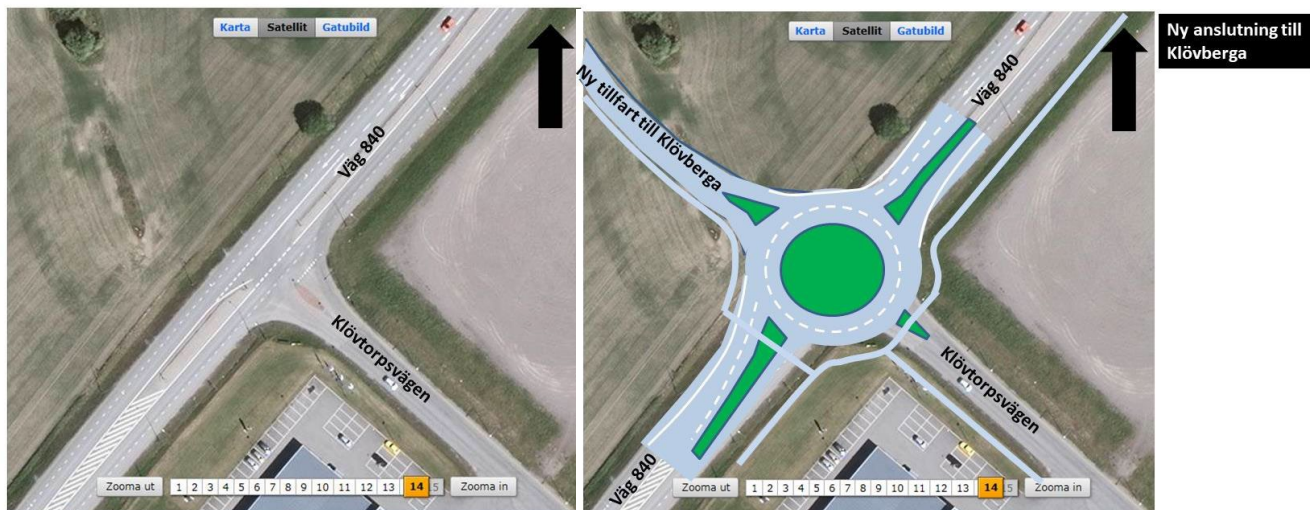 Karta Satellit Gatubild
Väg 840
Klövtorpsvägen
Zooma ut 1 2 3 4 5 6 7 8 9 10 11 12 13 14 15 Zooma in
Karta Satellit Gatubild
Väg 840
Ny tillfart till Klövberga
Klövtorpsvägen
Väg 840
Zooma ut 1 2 3 4 5 6 7 8 9 10 11 12 13 14 15 Zooma in
Ny anslutning till
Klövberga